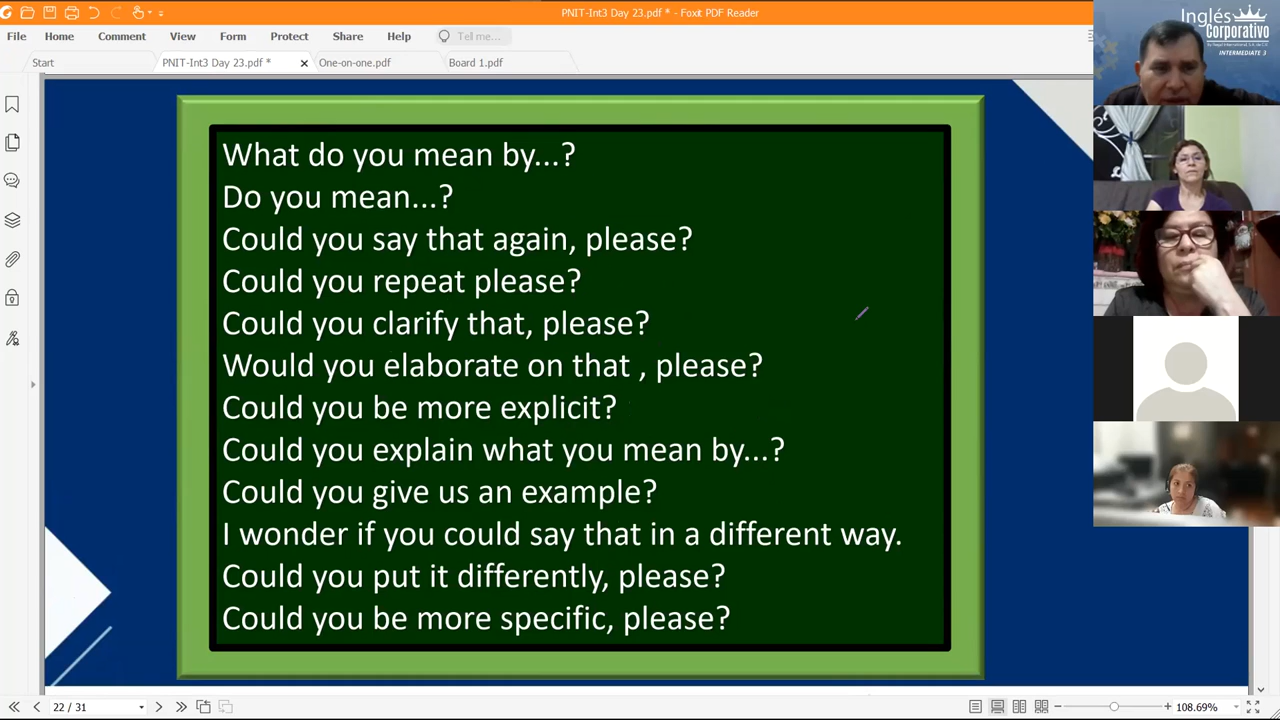 PNIT-Int3 Day 23.pdf * - Foxit PDF Reader
File Home Comment View Form Protect Share Help Tell me...
Start PNIT-Int3 Day 23.pdf * One-on-one.pdf Board 1.pdf
What do you mean by...?
Do you mean...?
Could you say that again, please?
Could you repeat please?
Could you clarify that, please?
Would you elaborate on that , please?
Could you be more explicit?
Could you explain what you mean by...?
Could you give us an example?
I wonder if you could say that in a different way.
Could you put it differently, please?
Could you be more specific, please?
22 / 31
108.69%
Inglés
Corporativo
INTERMEDIATE 3